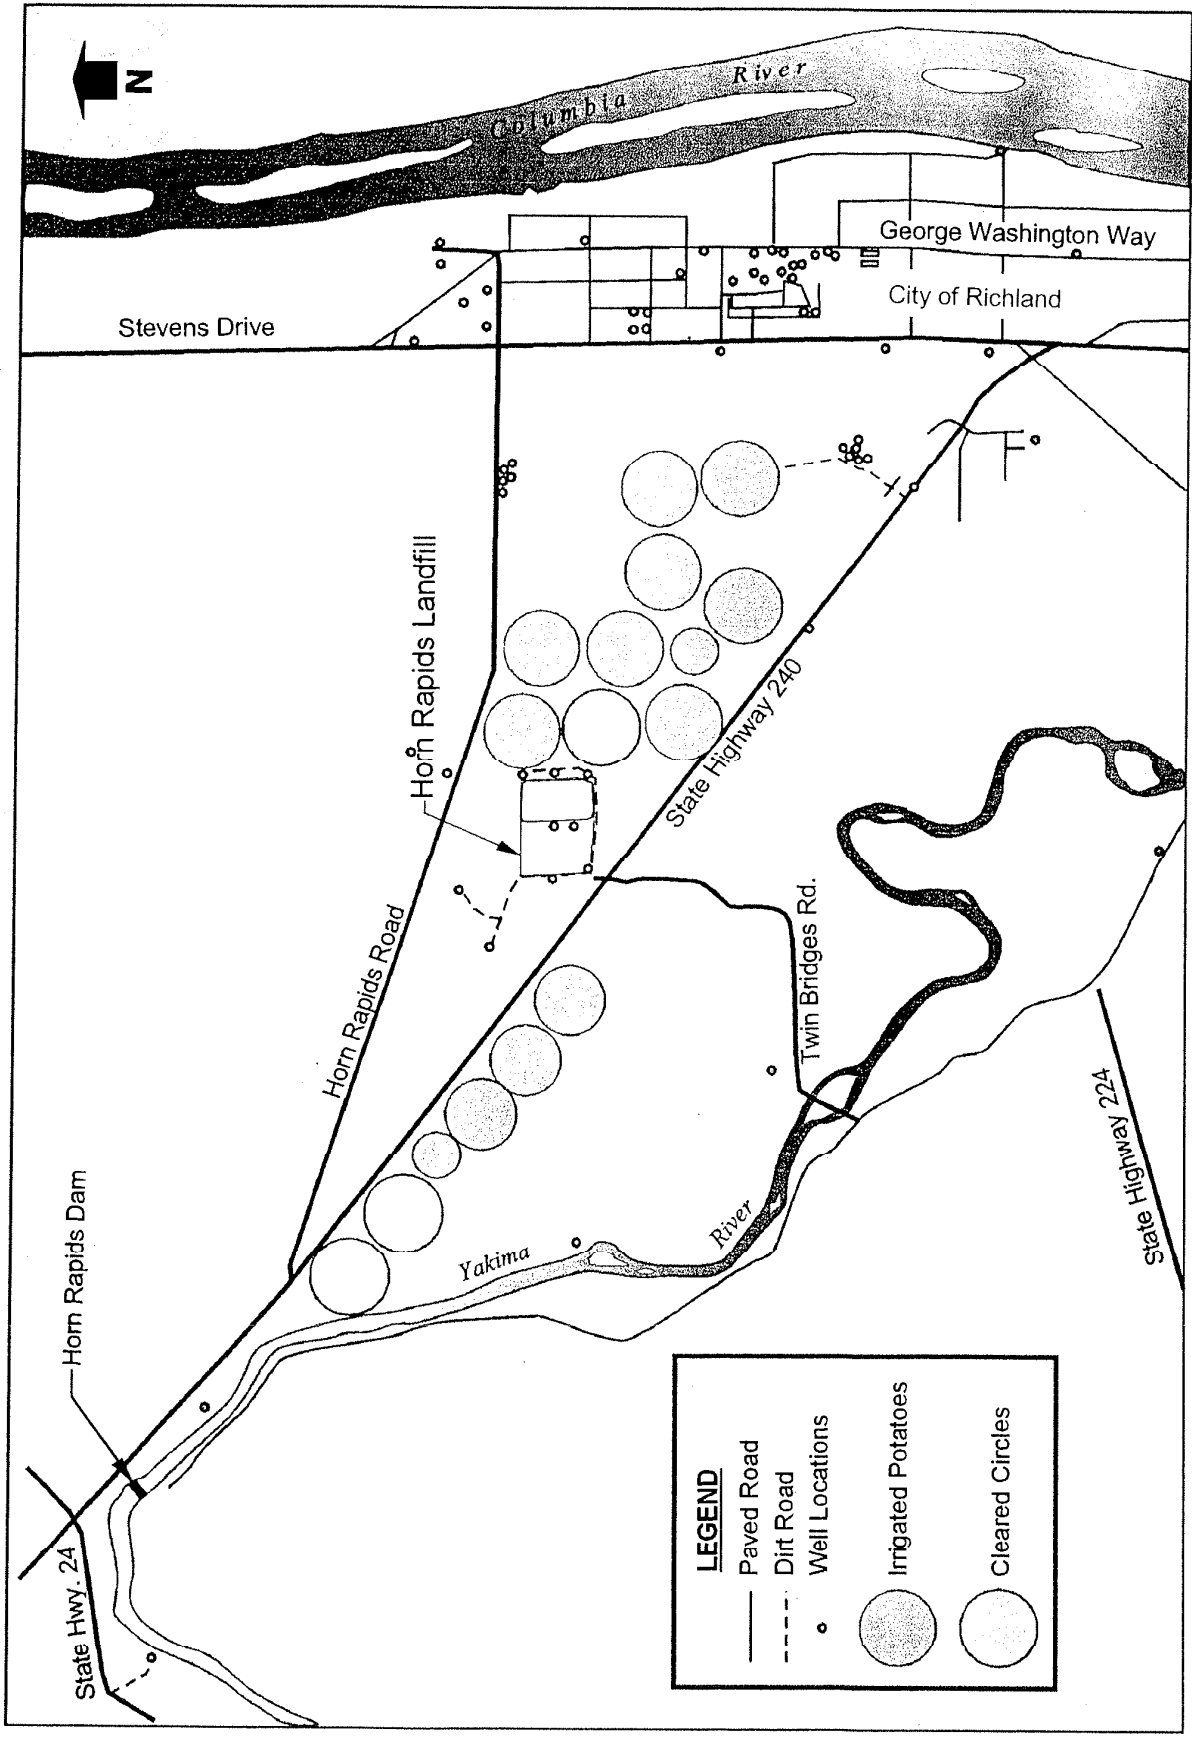 N
Columbia River
George Washington Way
City of Richland
Stevens Drive
Horn Rapids Landfill
State Highway 240
Horn Rapids Road
Twin Bridges Rd.
Horn Rapids Dam
Yakima River
State Highway 224
State Hwy. 24
LEGEND
Paved Road
Dirt Road
Well Locations
Irrigated Potatoes
Cleared Circles